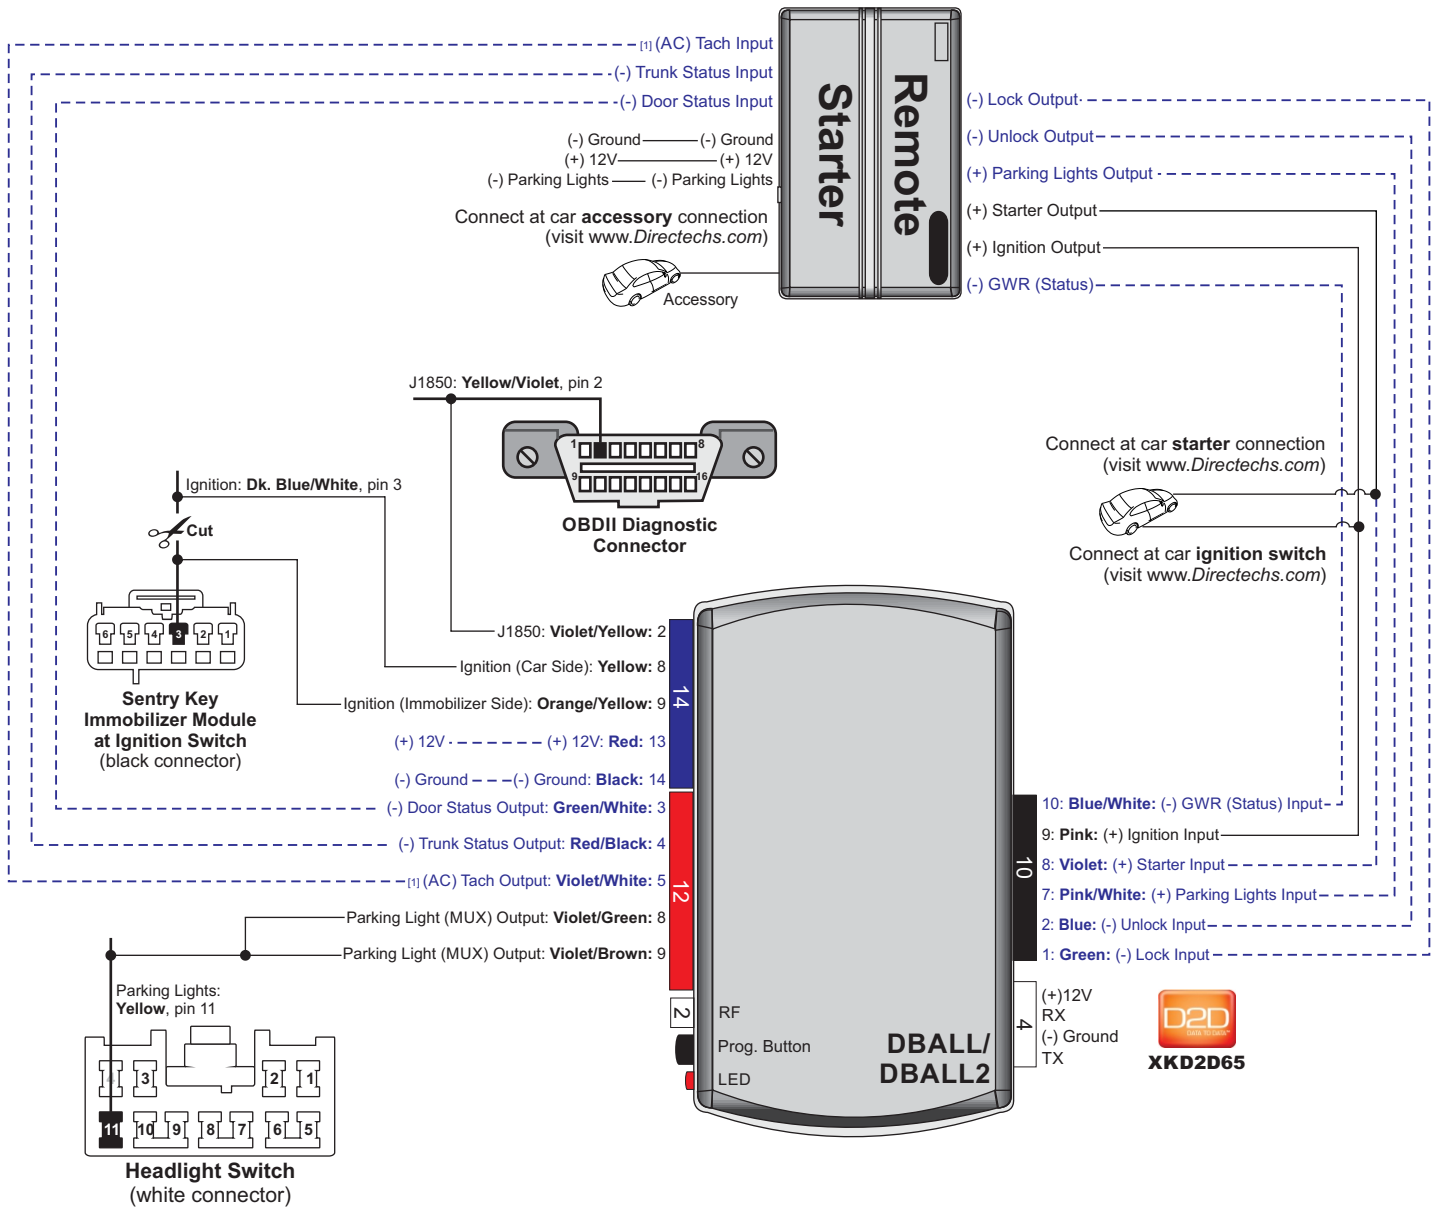 [1] (AC) Tach Input
(-) Trunk Status Input
(-) Door Status Input
(-) Ground (-) Ground
(+) 12V (+) 12V
(-) Parking Lights (-) Parking Lights
Connect at car accessory connection
(visit www.Directechs.com)
Accessory
Remote
Starter
(-) Lock Output
(-) Unlock Output
(+) Parking Lights Output
(+) Starter Output
(+) Ignition Output
(-) GWR (Status)
J1850: Yellow/Violet, pin 2
1 8
9 16
OBDII Diagnostic
Connector
Connect at car starter connection
(visit www.Directechs.com)
Connect at car ignition switch
(visit www.Directechs.com)
Ignition: Dk. Blue/White, pin 3
Cut
6 5 4 3 2 1
Sentry Key
Immobilizer Module
at Ignition Switch
(black connector)
J1850: Violet/Yellow: 2
Ignition (Car Side): Yellow: 8
Ignition (Immobilizer Side): Orange/Yellow: 9
(+) 12V (+) 12V: Red: 13
(-) Ground (-) Ground: Black: 14
(-) Door Status Output: Green/White: 3
(-) Trunk Status Output: Red/Black: 4
[1] (AC) Tach Output: Violet/White: 5
Parking Light (MUX) Output: Violet/Green: 8
Parking Light (MUX) Output: Violet/Brown: 9
14
12
2
10
4
RF
Prog. Button
LED
DBALL/
DBALL2
10: Blue/White: (-) GWR (Status) Input
9: Pink: (+) Ignition Input
8: Violet: (+) Starter Input
7: Pink/White: (+) Parking Lights Input
2: Blue: (-) Unlock Input
1: Green: (-) Lock Input
(+)12V
RX
(-) Ground
TX
D2D
DATA TO DATA
XKD2D65
Parking Lights:
Yellow, pin 11
4 3 2 1
11 10 9 8 7 6 5
Headlight Switch
(white connector)